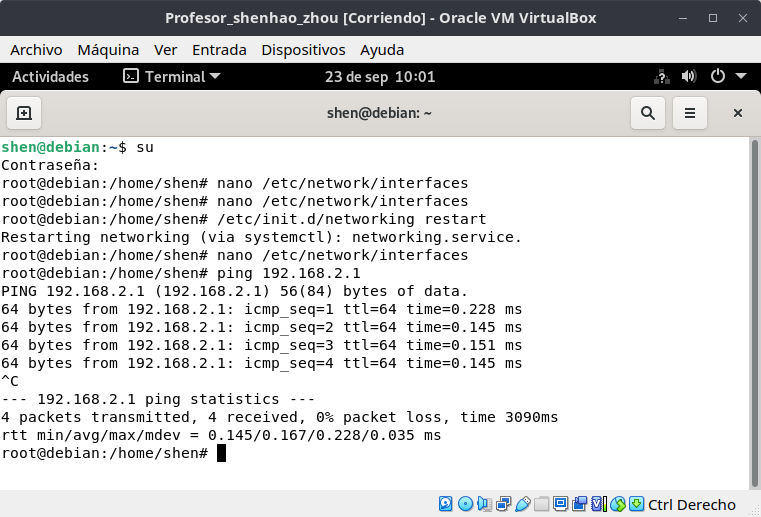 Profesor_shenhao_zhou [Corriendo] - Oracle VM VirtualBox
Archivo Máquina Ver Entrada Dispositivos Ayuda
Actividades Terminal 23 de sep 10:01
shen@debian: ~
shen@debian:~$ su
Contraseña:
root@debian:/home/shen# nano /etc/network/interfaces
root@debian:/home/shen# nano /etc/network/interfaces
root@debian:/home/shen# /etc/init.d/networking restart
Restarting networking (via systemctl): networking.service.
root@debian:/home/shen# nano /etc/network/interfaces
root@debian:/home/shen# ping 192.168.2.1
PING 192.168.2.1 (192.168.2.1) 56(84) bytes of data.
64 bytes from 192.168.2.1: icmp_seq=1 ttl=64 time=0.228 ms
64 bytes from 192.168.2.1: icmp_seq=2 ttl=64 time=0.145 ms
64 bytes from 192.168.2.1: icmp_seq=3 ttl=64 time=0.151 ms
64 bytes from 192.168.2.1: icmp_seq=4 ttl=64 time=0.145 ms
^C
--- 192.168.2.1 ping statistics ---
4 packets transmitted, 4 received, 0% packet loss, time 3090ms
rtt min/avg/max/mdev = 0.145/0.167/0.228/0.035 ms
root@debian:/home/shen#
Ctrl Derecho